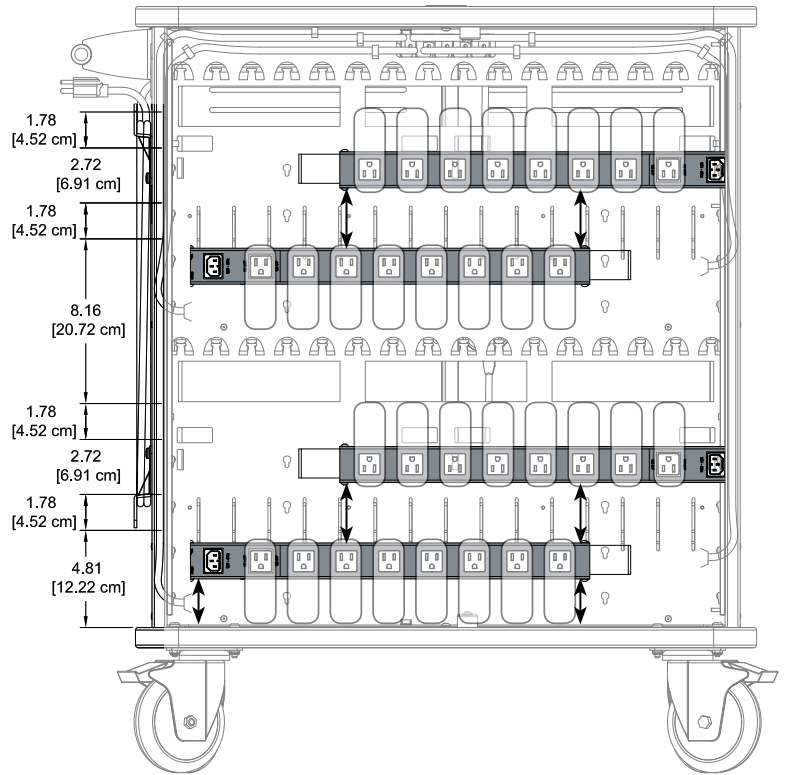 1.78
[4.52 cm]
2.72
[6.91 cm]
1.78
[4.52 cm]
8.16
[20.72 cm]
1.78
[4.52 cm]
2.72
[6.91 cm]
1.78
[4.52 cm]
4.81
[12.22 cm]